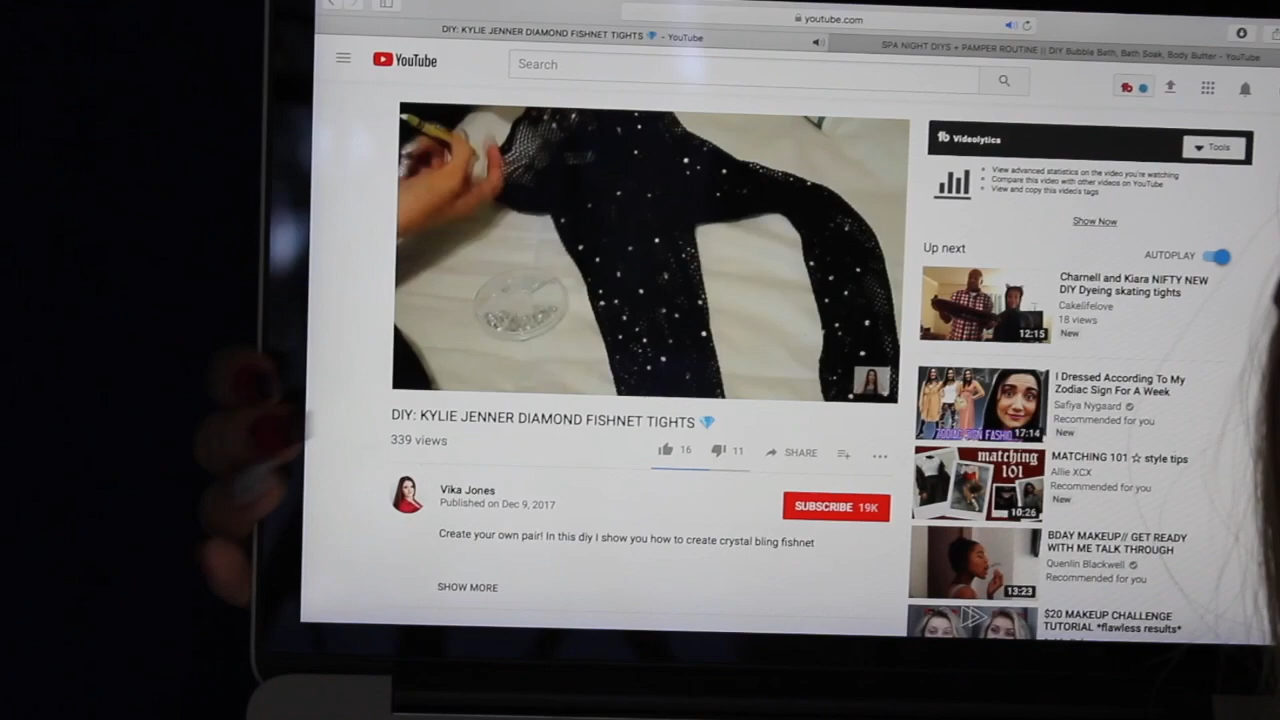 youtube.com
DIY: KYLIE JENNER DIAMOND FISHNET TIGHTS 💎 - YouTube
SPA NIGHT DIYS + PAMPER ROUTINE || DIY Bubble Bath, Bath Soak, Body Butter - YouTube
YouTube
Search
fb
fb Videolytics
Tools
View advanced statistics on the video you're watching
Compare this video with other videos on YouTube
View and copy this video's tags
Show Now
Up next
AUTOPLAY
Charnell and Kiara NIFTY NEW
DIY Dyeing skating tights
Cakelifelove
18 views
New
12:15
I Dressed According To My
Zodiac Sign For A Week
Safiya Nygaard
Recommended for you
New
ZODIAC SIGN FASHIO
17:14
matching
101
MATCHING 101 ☆ style tips
Allie XCX
Recommended for you
New
10:26
BDAY MAKEUP// GET READY
WITH ME TALK THROUGH
Quenlin Blackwell
Recommended for you
13:23
$20 MAKEUP CHALLENGE
TUTORIAL *flawless results*
DIY: KYLIE JENNER DIAMOND FISHNET TIGHTS 💎
339 views
16
11
SHARE
Vika Jones
Published on Dec 9, 2017
SUBSCRIBE 19K
Create your own pair! In this diy I show you how to create crystal bling fishnet
SHOW MORE